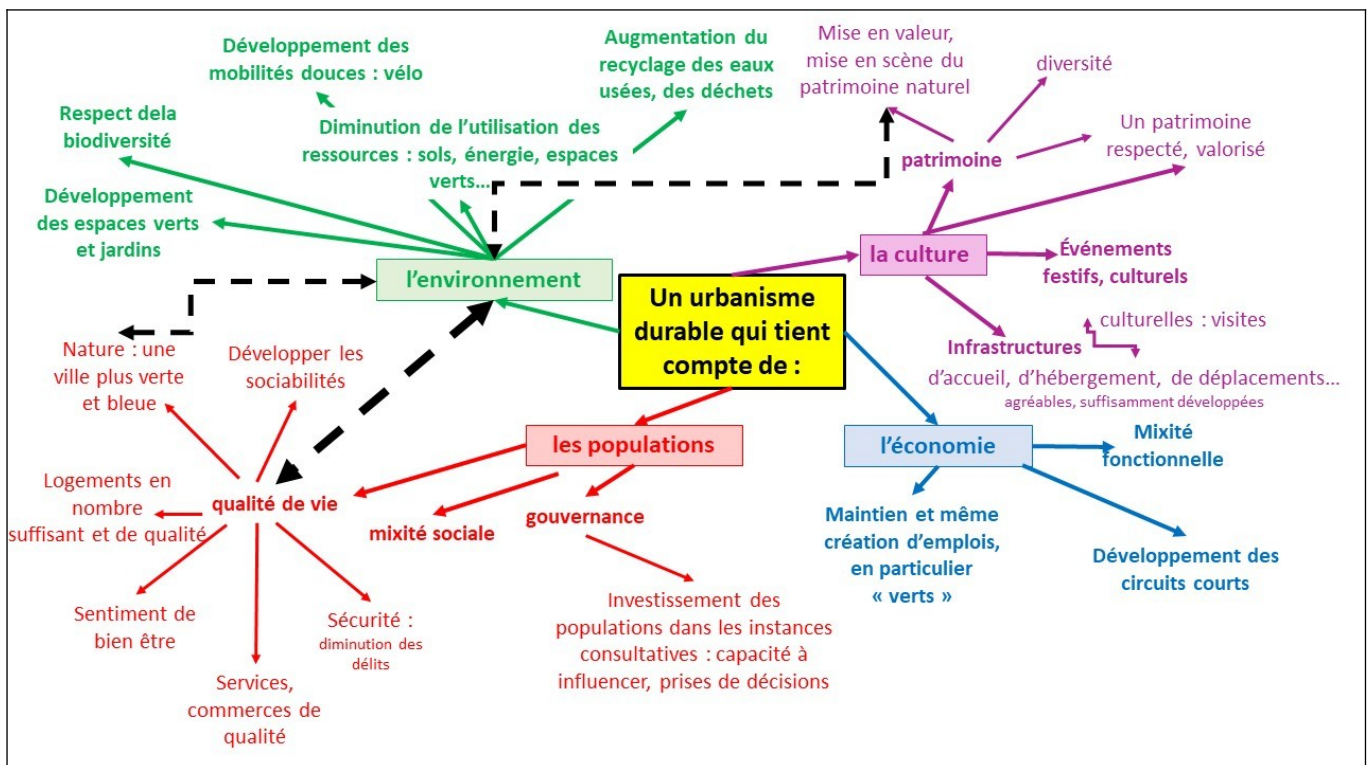 Développement des
mobilités douces : vélo
Augmentation du
recyclage des eaux
usées, des déchets
Mise en valeur,
mise en scène du
patrimoine naturel
diversité
Respect dela
biodiversité
Diminution de l’utilisation des
ressources : sols, énergie, espaces
verts…
patrimoine
Un patrimoine
respecté, valorisé
Développement
des espaces verts
et jardins
l’environnement
la culture
Événements
festifs, culturels
Un urbanisme
durable qui tient
compte de :
culturelles : visites
Infrastructures
d’accueil, d’hébergement, de déplacements…
agréables, suffisamment développées
Nature : une
ville plus verte
et bleue
Développer les
sociabilités
les populations
l’économie
Mixité
fonctionnelle
Logements en
nombre
suffisant et de qualité
qualité de vie
mixité sociale
gouvernance
Maintien et même
création d’emplois,
en particulier
« verts »
Développement des
circuits courts
Sentiment de
bien être
Sécurité :
diminution des
délits
Investissement des
populations dans les instances
consultatives : capacité à
influencer, prises de décisions
Services,
commerces de
qualité